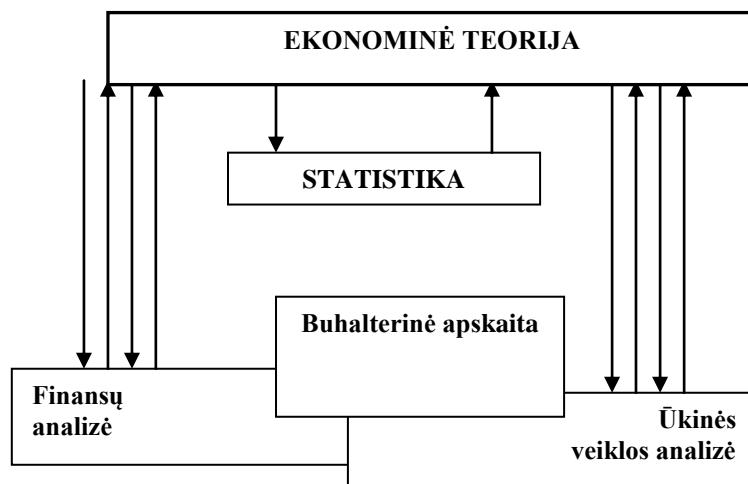 EKONOMINĖ TEORIJA
STATISTIKA
Buhalterinė apskaita
Finansų
analizė
Ūkinės
veiklos analizė